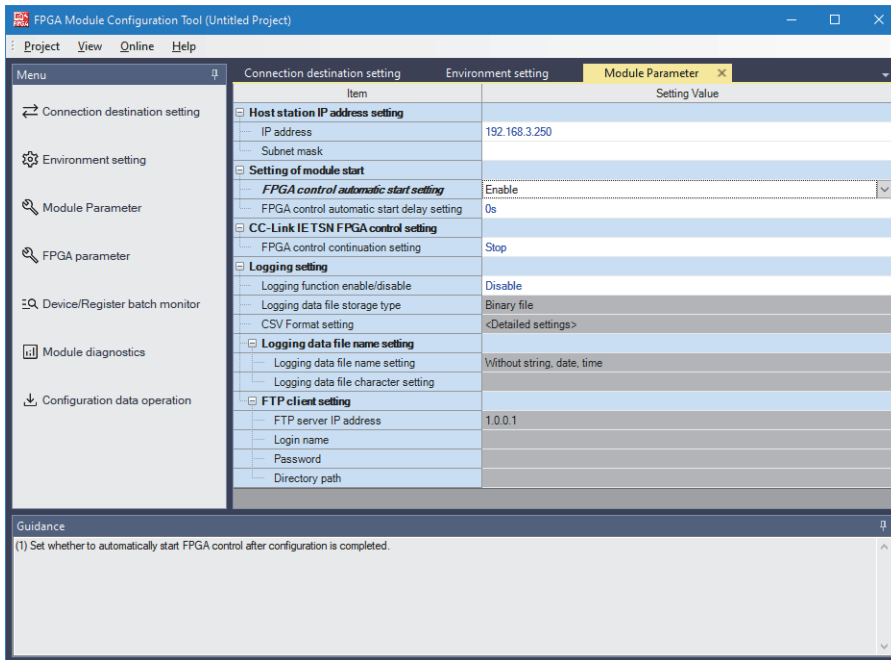 FPGA Module Configuration Tool (Untitled Project)
Project View Online Help
Menu
Connection destination setting
Environment setting
Module Parameter
FPGA parameter
Device/Register batch monitor
Module diagnostics
Configuration data operation
Connection destination setting Environment setting Module Parameter
Item Setting Value
Host station IP address setting
IP address 192.168.3.250
Subnet mask
Setting of module start
FPGA control automatic start setting Enable
FPGA control automatic start delay setting 0s
CC-Link IE TSN FPGA control setting
FPGA control continuation setting Stop
Logging setting
Logging function enable/disable Disable
Logging data file storage type Binary file
CSV Format setting <Detailed settings>
Logging data file name setting
Logging data file name setting Without string, date, time
Logging data file character setting
FTP client setting
FTP server IP address 1.0.0.1
Login name
Password
Directory path
Guidance
(1) Set whether to automatically start FPGA control after configuration is completed.